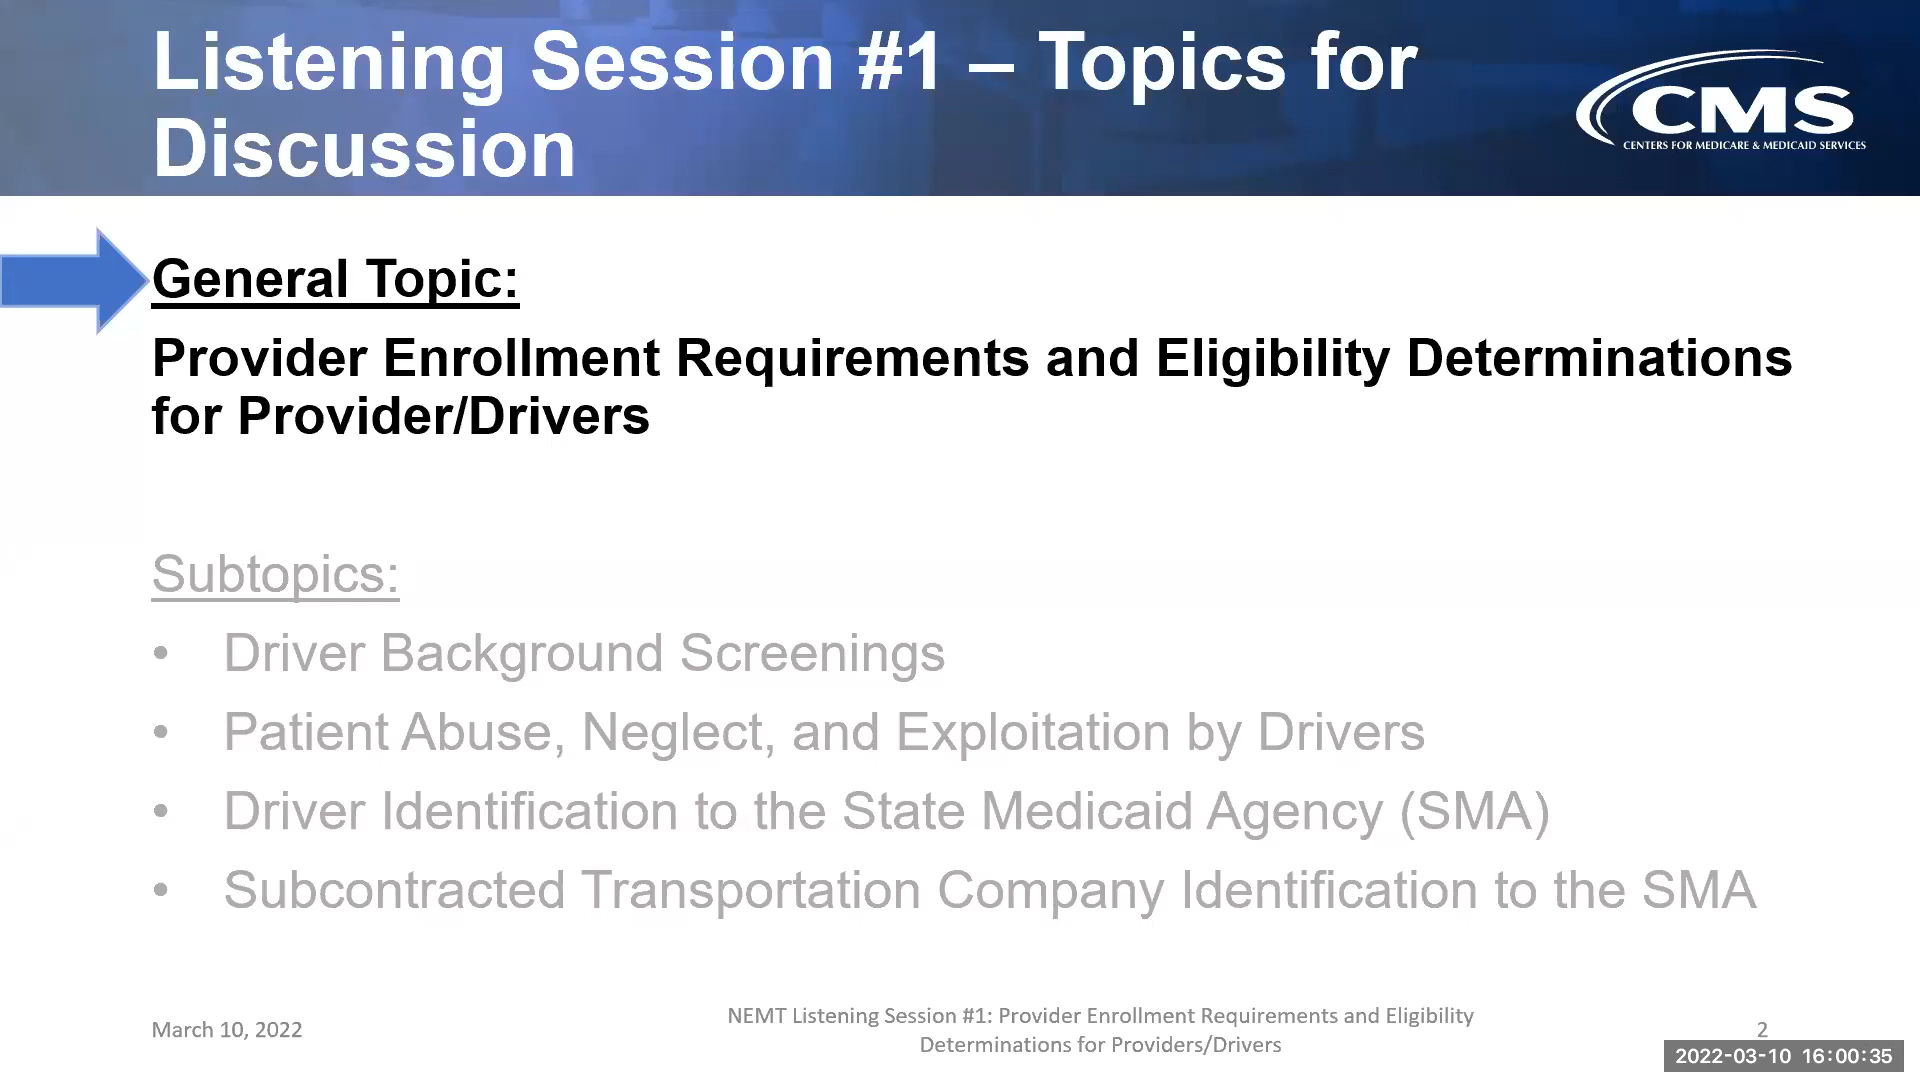 Listening Session #1 – Topics for
Discussion
CMS
CENTERS FOR MEDICARE & MEDICAID SERVICES
General Topic:
Provider Enrollment Requirements and Eligibility Determinations
for Provider/Drivers
Subtopics:
• Driver Background Screenings
• Patient Abuse, Neglect, and Exploitation by Drivers
• Driver Identification to the State Medicaid Agency (SMA)
• Subcontracted Transportation Company Identification to the SMA
March 10, 2022
NEMT Listening Session #1: Provider Enrollment Requirements and Eligibility
Determinations for Providers/Drivers
2
2022-03-10 16:00:35